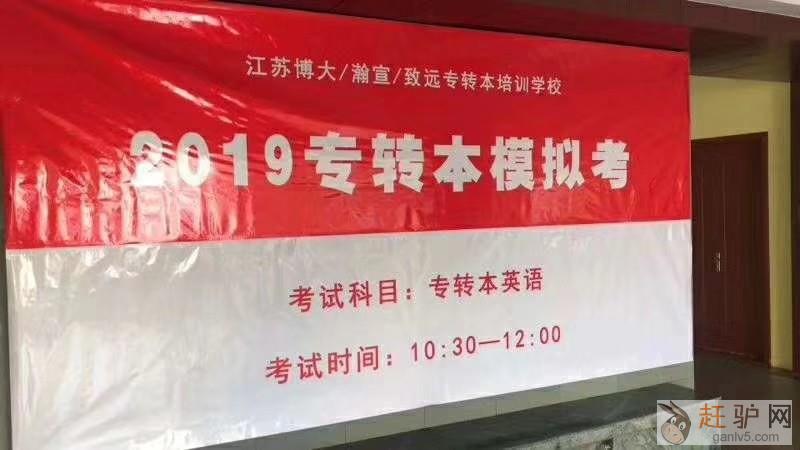 江苏博大/瀚宣/致远专转本培训学校
2019专转本模拟考
考试科目：专转本英语
考试时间：10:30—12:00
赶驴网
ganlv5.com